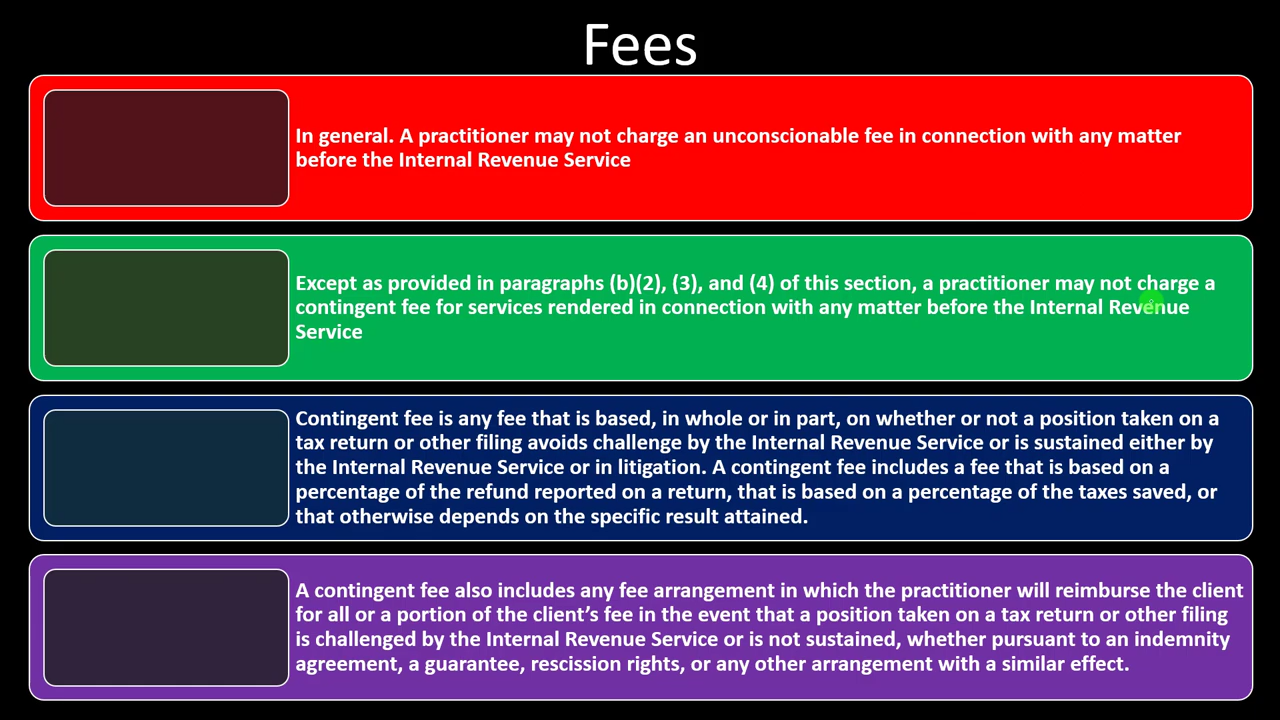 Fees
In general. A practitioner may not charge an unconscionable fee in connection with any matter
before the Internal Revenue Service
Except as provided in paragraphs (b)(2), (3), and (4) of this section, a practitioner may not charge a
contingent fee for services rendered in connection with any matter before the Internal Revenue
Service
Contingent fee is any fee that is based, in whole or in part, on whether or not a position taken on a
tax return or other filing avoids challenge by the Internal Revenue Service or is sustained either by
the Internal Revenue Service or in litigation. A contingent fee includes a fee that is based on a
percentage of the refund reported on a return, that is based on a percentage of the taxes saved, or
that otherwise depends on the specific result attained.
A contingent fee also includes any fee arrangement in which the practitioner will reimburse the client
for all or a portion of the client’s fee in the event that a position taken on a tax return or other filing
is challenged by the Internal Revenue Service or is not sustained, whether pursuant to an indemnity
agreement, a guarantee, rescission rights, or any other arrangement with a similar effect.